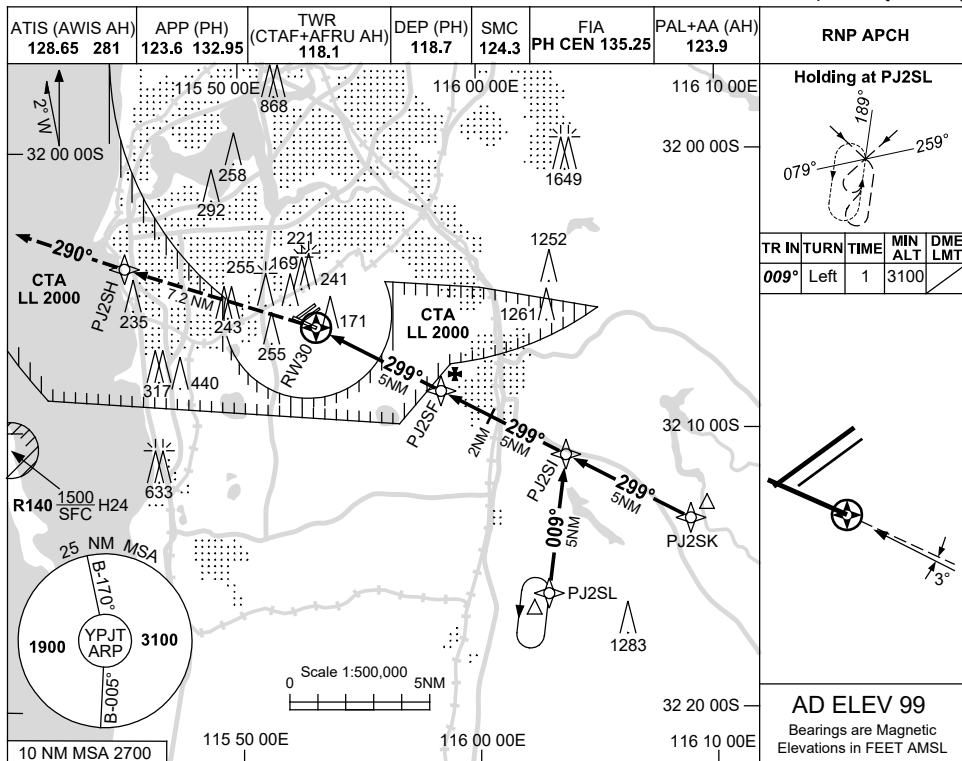 ATIS (AWIS AH)
128.65 281
APP (PH)
123.6 132.95
TWR
(CTAF+AFRU AH)
118.1
DEP (PH)
118.7
SMC
124.3
FIA
PH CEN 135.25
PAL+AA (AH)
123.9
RNP APCH
115 50 00E
116 00 00E
116 10 00E
2° W
868
32 00 00S
32 00 00S
258
292
1649
221
255
169
241
1252
290°
CTA
LL 2000
PJ2SH
7.2 NM
235
243
255
171
RW30
CTA
LL 2000
1261
299°
5NM
317
440
PJ2SF
2NM
299°
5NM
32 10 00S
PJ2SI
299°
5NM
633
R140 1500
SFC
H24
009°
5NM
PJ2SK
PJ2SL
1283
25 NM MSA
B-170°
1900
YPJT
ARP
3100
B-005°
Scale 1:500,000
0 5NM
32 20 00S
10 NM MSA 2700
115 50 00E
116 00 00E
116 10 00E
Holding at PJ2SL
189°
079°
259°
TR IN TURN TIME MIN ALT DME LMT
009° Left 1 3100
3°
AD ELEV 99
Bearings are Magnetic
Elevations in FEET AMSL